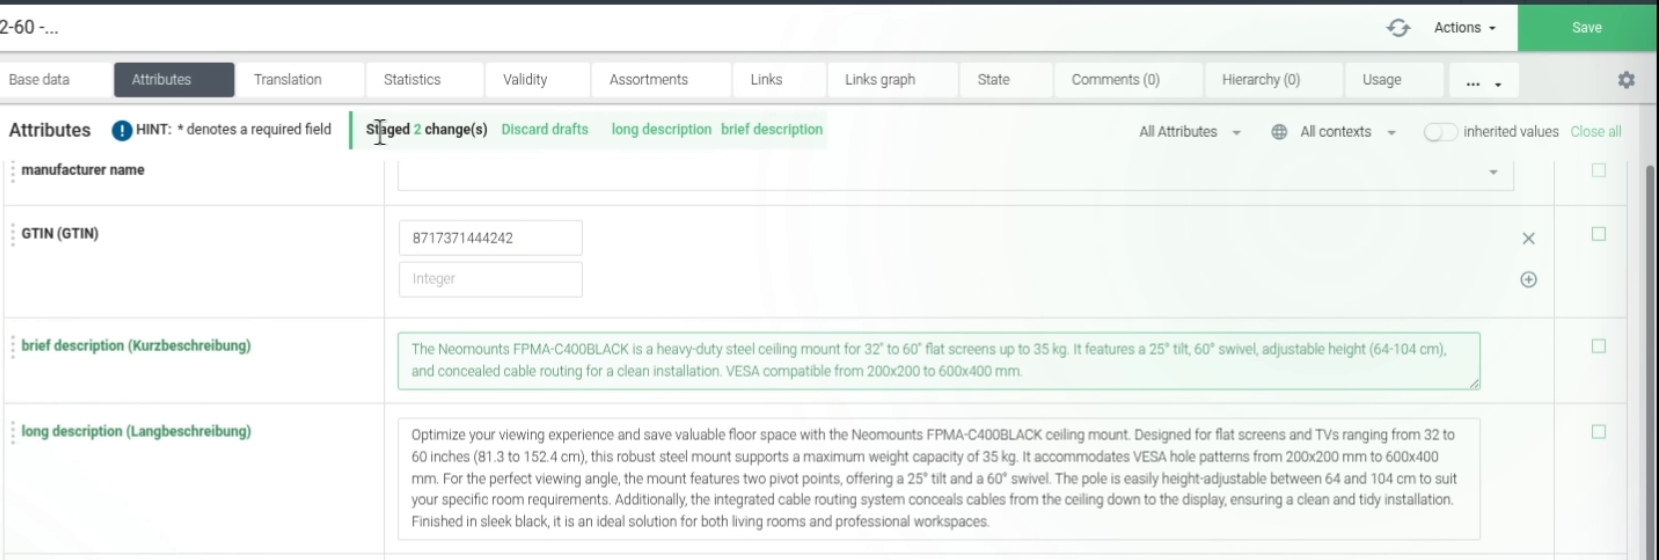 2-60 -...
Actions
Save
Base data
Attributes
Translation
Statistics
Validity
Assortments
Links
Links graph
State
Comments (0)
Hierarchy (0)
Usage
...
Attributes
! HINT: * denotes a required field
Staged 2 change(s)
Discard drafts
long description
brief description
All Attributes
All contexts
inherited values
Close all
manufacturer name
GTIN (GTIN)
8717371444242
Integer
brief description (Kurzbeschreibung)
The Neomounts FPMA-C400BLACK is a heavy-duty steel ceiling mount for 32" to 60" flat screens up to 35 kg. It features a 25° tilt, 60° swivel, adjustable height (64-104 cm),
and concealed cable routing for a clean installation. VESA compatible from 200x200 to 600x400 mm.
long description (Langbeschreibung)
Optimize your viewing experience and save valuable floor space with the Neomounts FPMA-C400BLACK ceiling mount. Designed for flat screens and TVs ranging from 32 to
60 inches (81.3 to 152.4 cm), this robust steel mount supports a maximum weight capacity of 35 kg. It accommodates VESA hole patterns from 200x200 mm to 600x400
mm. For the perfect viewing angle, the mount features two pivot points, offering a 25° tilt and a 60° swivel. The pole is easily height-adjustable between 64 and 104 cm to suit
your specific room requirements. Additionally, the integrated cable routing system conceals cables from the ceiling down to the display, ensuring a clean and tidy installation.
Finished in sleek black, it is an ideal solution for both living rooms and professional workspaces.